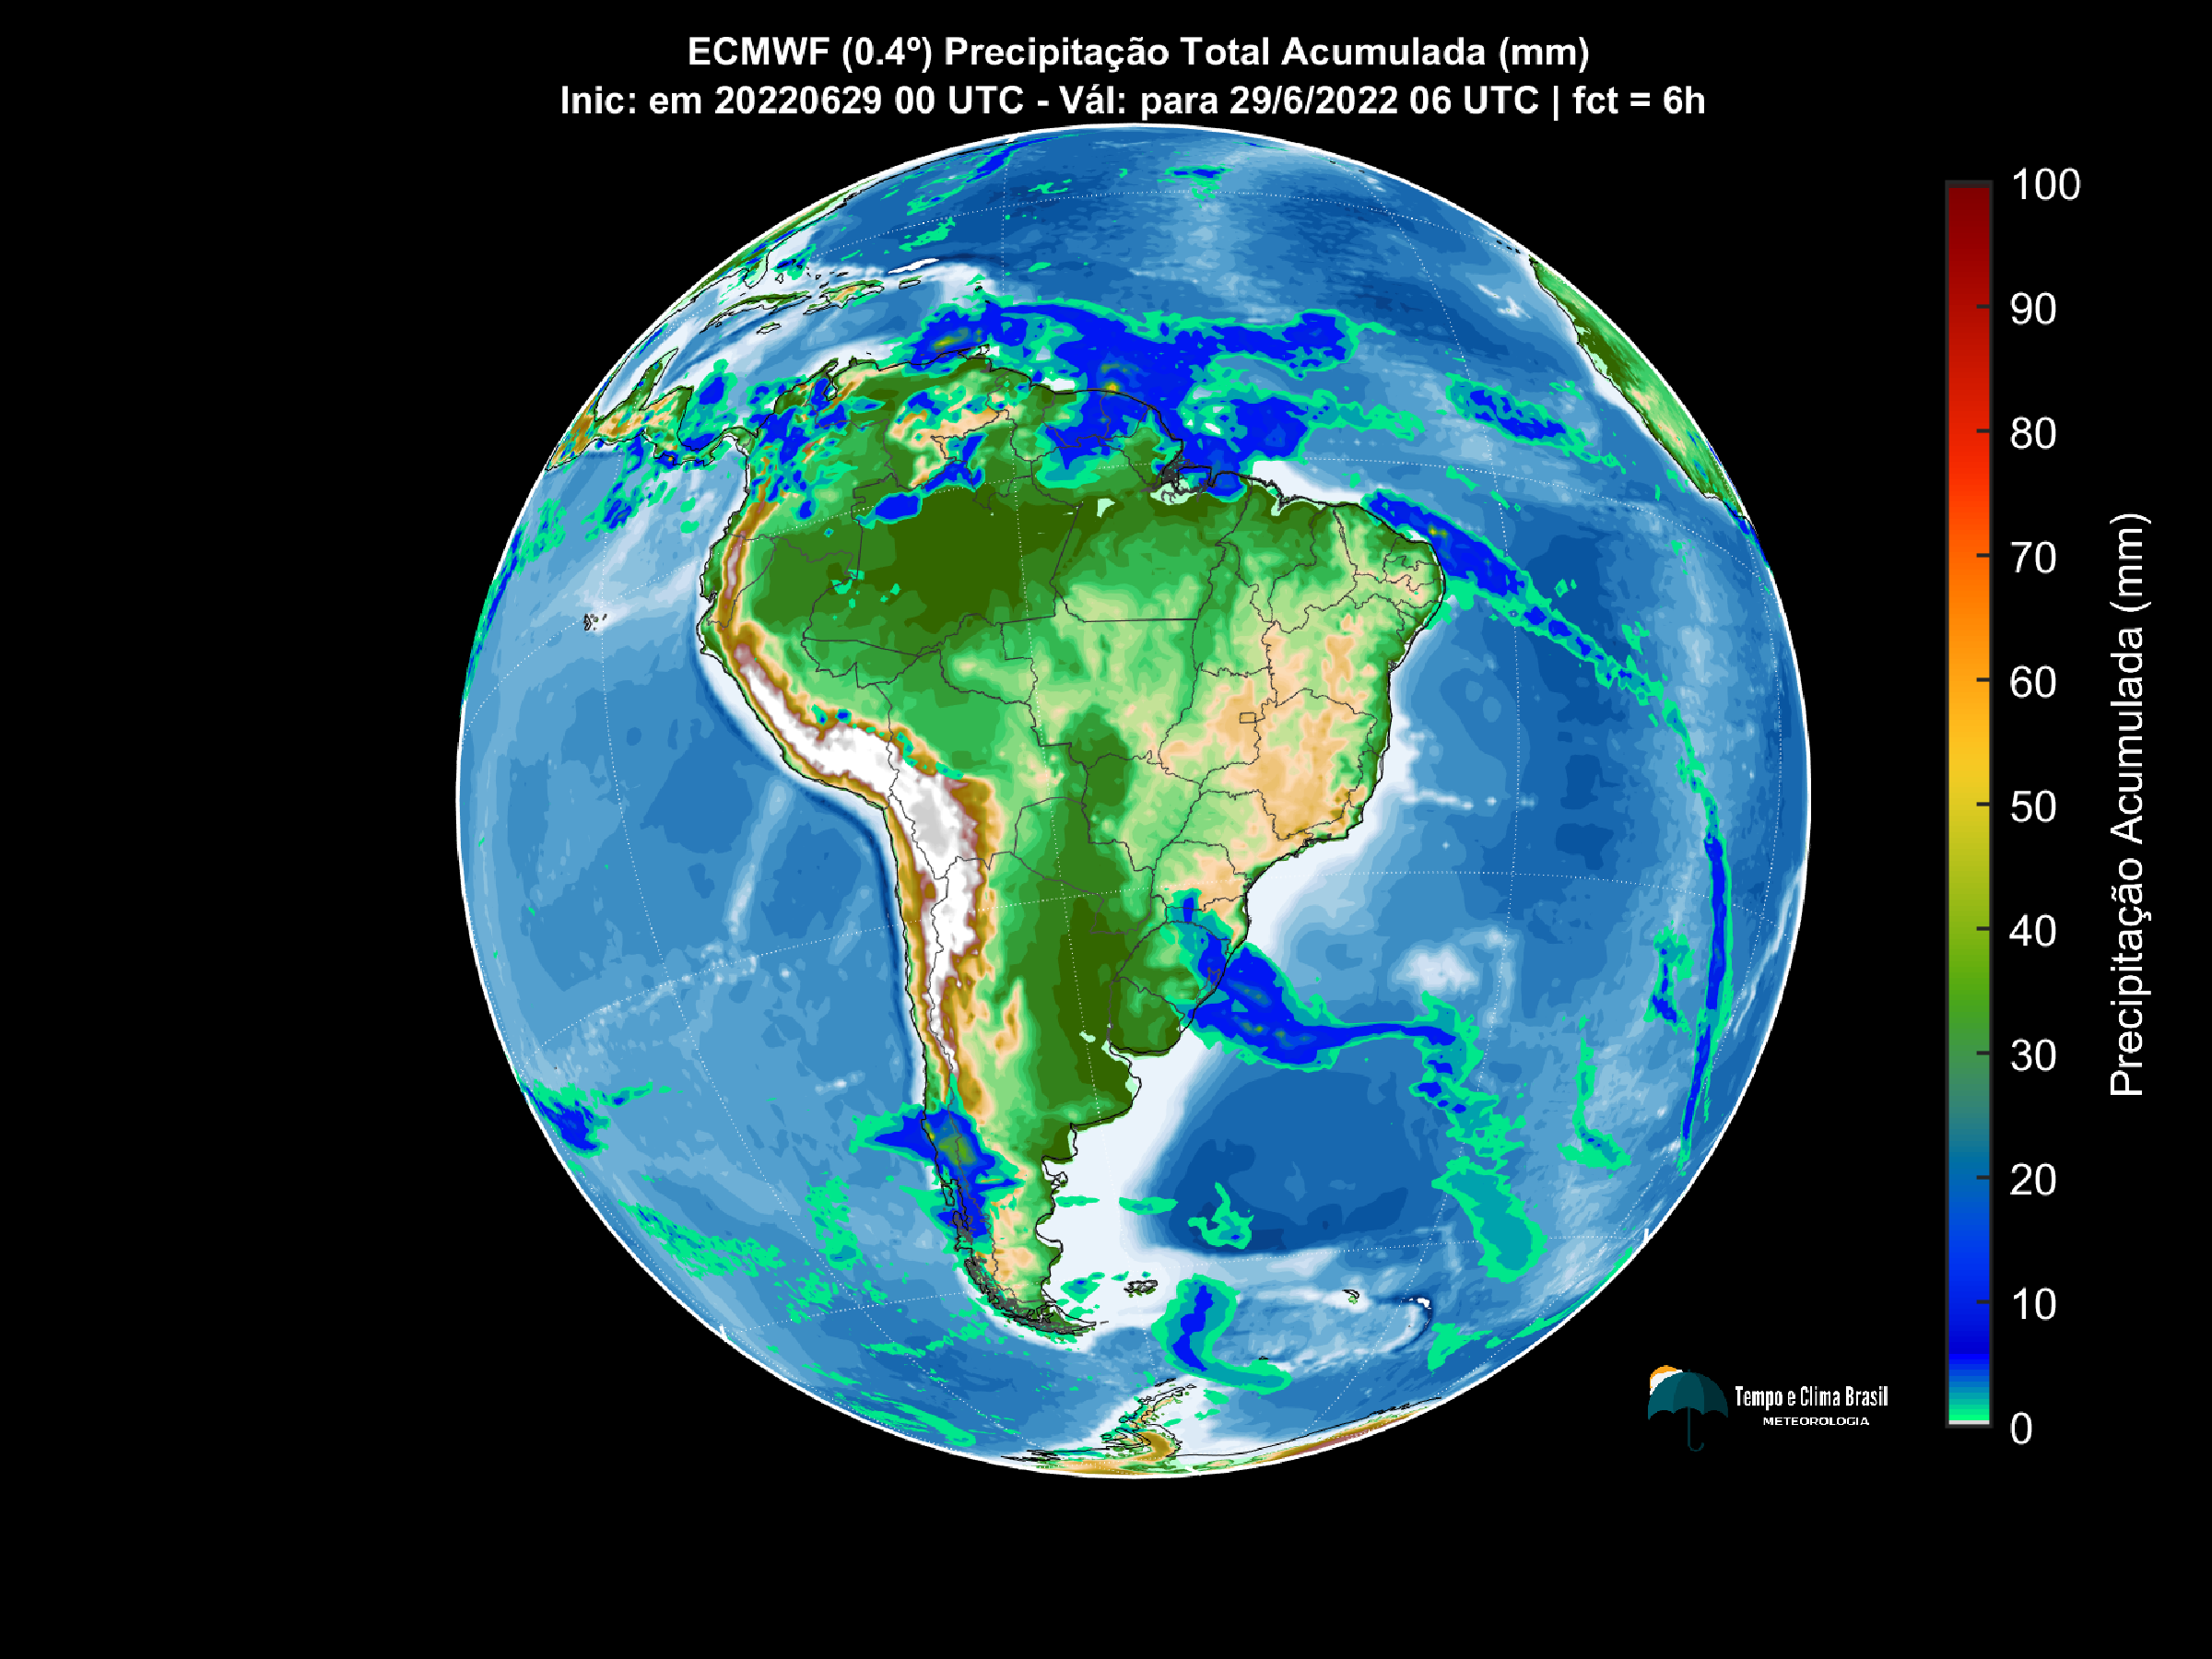 ECMWF (0.4º) Precipitação Total Acumulada (mm)
Inic: em 20220629 00 UTC - Vál: para 29/6/2022 06 UTC | fct = 6h
100
90
80
70
60
50
40
30
20
10
0
Precipitação Acumulada (mm)
Tempo e Clima Brasil
METEOROLOGIA